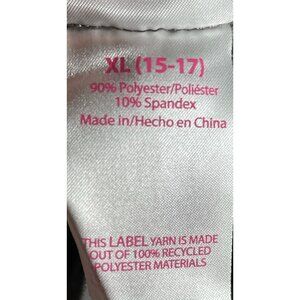 XL (15-17)
90% Polyester/Poliéster
10% Spandex
Made in/Hecho en China
THIS LABEL YARN IS MADE
OUT OF 100% RECYCLED
POLYESTER MATERIALS